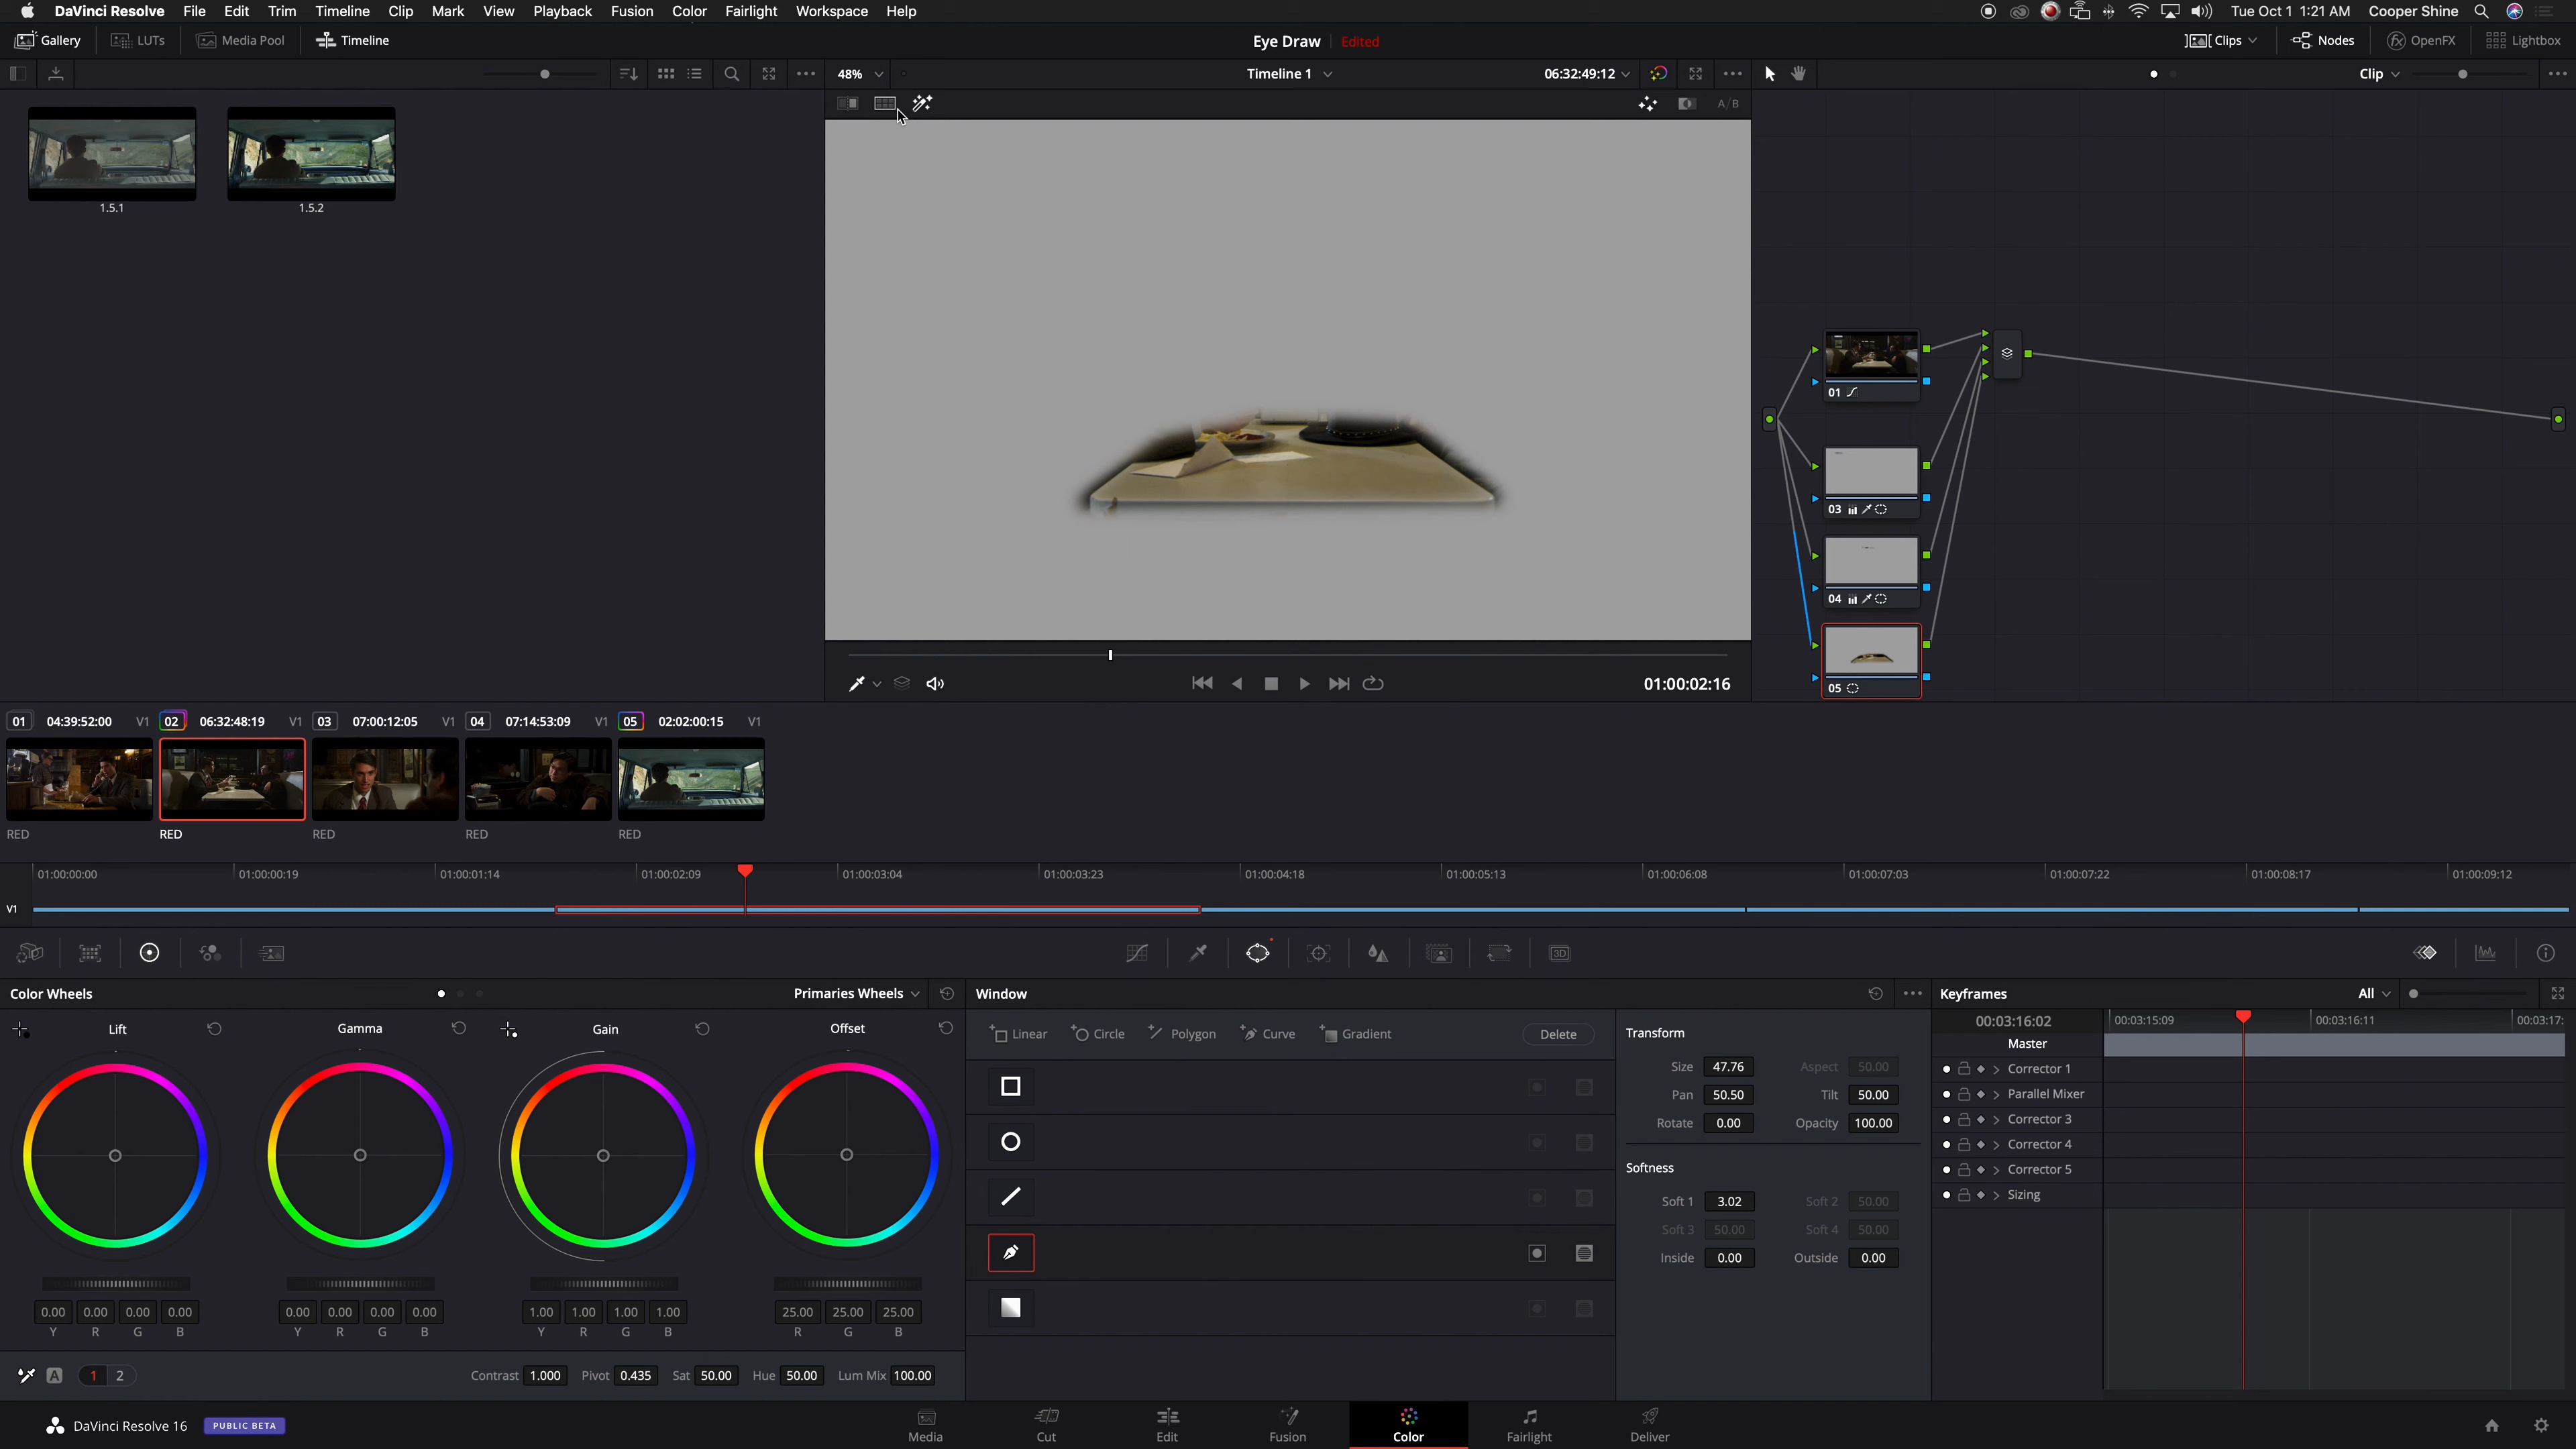 DaVinci Resolve File Edit Trim Timeline Clip Mark View Playback Fusion Color Fairlight Workspace Help Tue Oct 1 1:21 AM Cooper Shine
Gallery LUTs Media Pool Timeline Eye Draw Edited Clips Nodes OpenFX Lightbox
48% Timeline 1 06:32:49:12 Clip
A/B
1.5.1 1.5.2
01
03
04
05
01:00:02:16
01 04:39:52:00 V1 02 06:32:48:19 V1 03 07:00:12:05 V1 04 07:14:53:09 V1 05 02:02:00:15 V1
RED RED RED RED RED
01:00:00:00 01:00:00:19 01:00:01:14 01:00:02:09 01:00:03:04 01:00:03:23 01:00:04:18 01:00:05:13 01:00:06:08 01:00:07:03 01:00:07:22 01:00:08:17 01:00:09:12
V1
3D
Color Wheels Primaries Wheels Window Keyframes All
Lift Gamma Gain Offset
Linear Circle Polygon Curve Gradient Delete
Transform
Size 47.76 Aspect 50.00
Pan 50.50 Tilt 50.00
Rotate 0.00 Opacity 100.00
Softness
Soft 1 3.02 Soft 2 50.00
Soft 3 50.00 Soft 4 50.00
Inside 0.00 Outside 0.00
00:03:16:02 00:03:15:09 00:03:16:11 00:03:17:
Master
Corrector 1
Parallel Mixer
Corrector 3
Corrector 4
Corrector 5
Sizing
0.00 0.00 0.00 0.00 0.00 0.00 0.00 0.00 1.00 1.00 1.00 1.00 25.00 25.00 25.00
Y R G B Y R G B Y R G B R G B
A 1 2 Contrast 1.000 Pivot 0.435 Sat 50.00 Hue 50.00 Lum Mix 100.00
DaVinci Resolve 16 PUBLIC BETA Media Cut Edit Fusion Color Fairlight Deliver